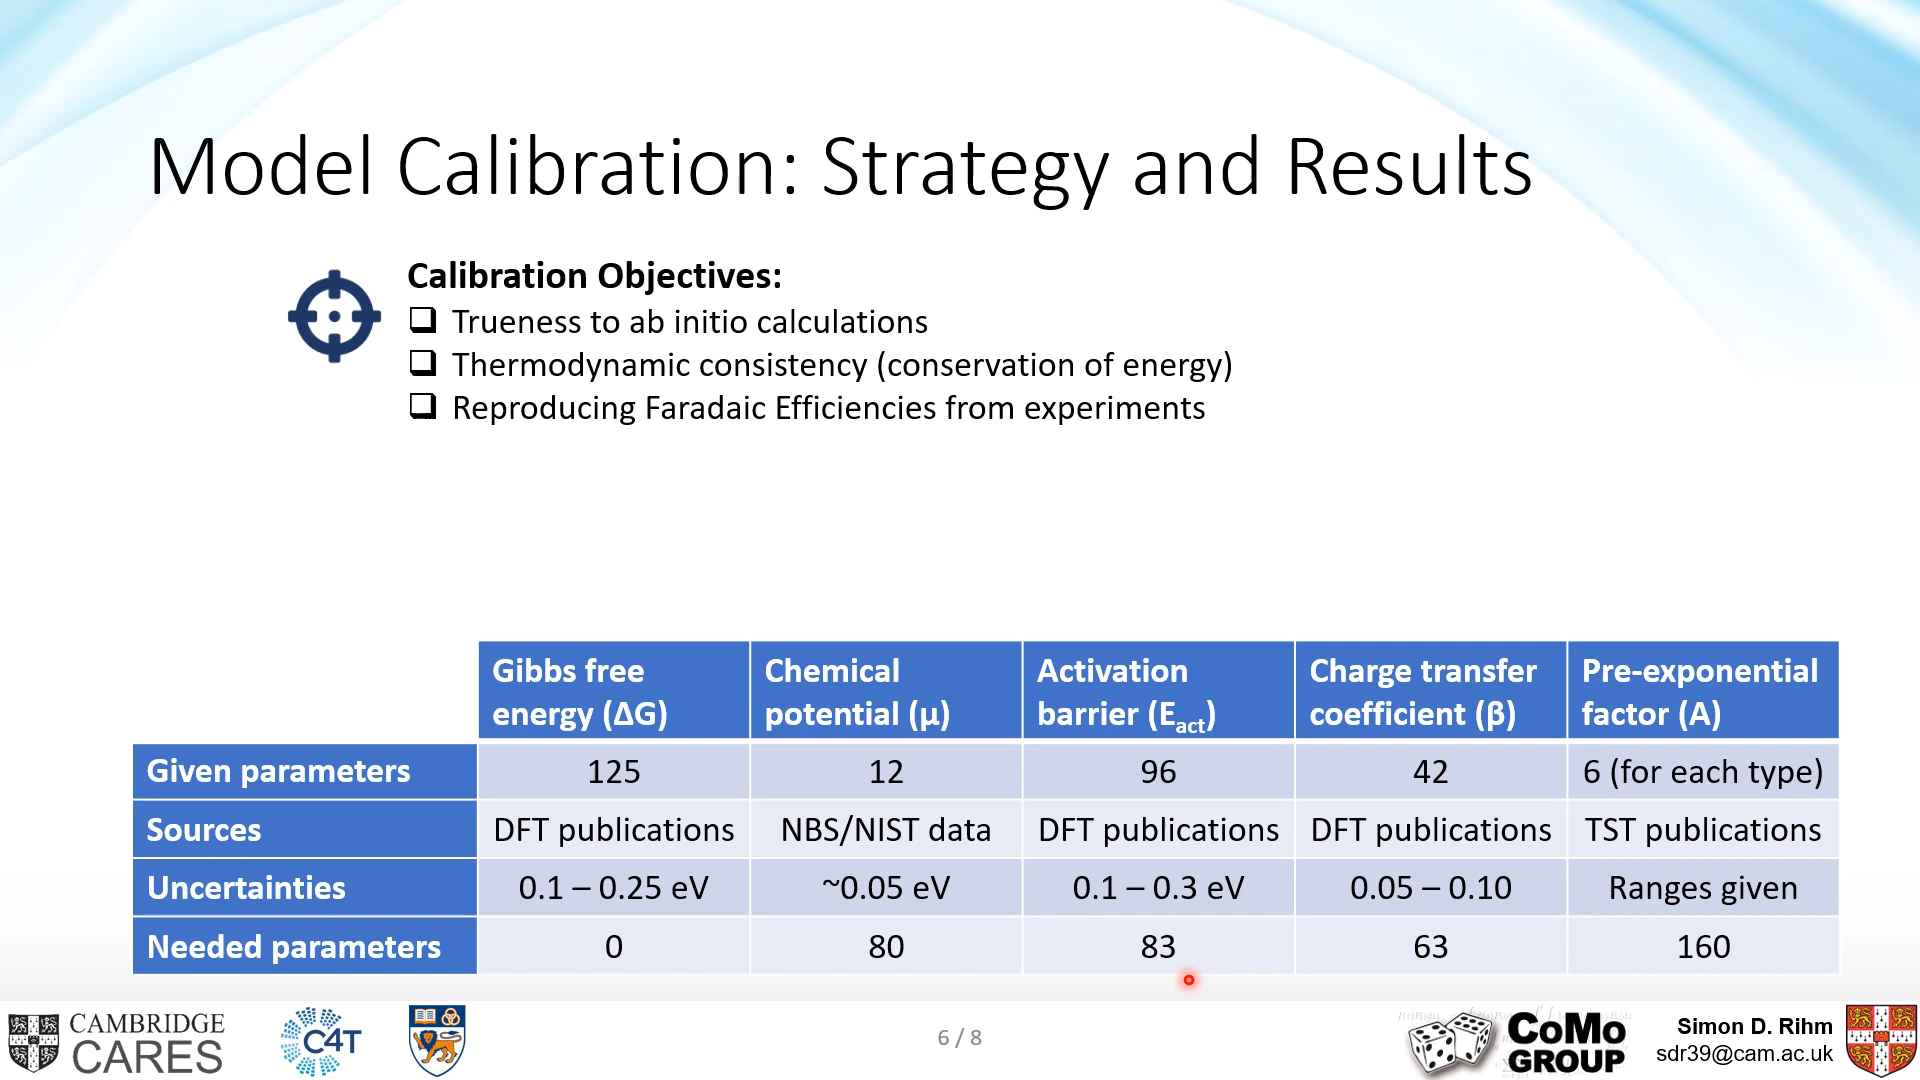 Model Calibration: Strategy and Results
Calibration Objectives:
Trueness to ab initio calculations
Thermodynamic consistency (conservation of energy)
Reproducing Faradaic Efficiencies from experiments
Gibbs free energy (ΔG) Chemical potential (μ) Activation barrier (Eact) Charge transfer coefficient (β) Pre-exponential factor (A)
Given parameters 125 12 96 42 6 (for each type)
Sources DFT publications NBS/NIST data DFT publications DFT publications TST publications
Uncertainties 0.1 – 0.25 eV ~0.05 eV 0.1 – 0.3 eV 0.05 – 0.10 Ranges given
Needed parameters 0 80 83 63 160
CAMBRIDGE
CARES
C4T
6 / 8
CoMo
GROUP
Simon D. Rihm
sdr39@cam.ac.uk